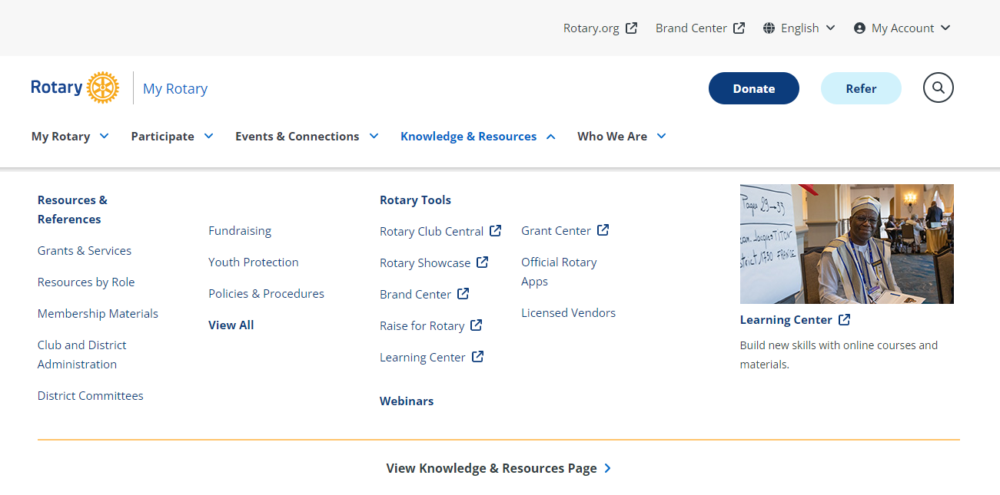 Rotary.org
Brand Center
English
My Account
Rotary
My Rotary
Donate
Refer
My Rotary
Participate
Events & Connections
Knowledge & Resources
Who We Are
Resources &
References
Grants & Services
Resources by Role
Membership Materials
Club and District
Administration
District Committees
Fundraising
Youth Protection
Policies & Procedures
View All
Rotary Tools
Rotary Club Central
Rotary Showcase
Brand Center
Raise for Rotary
Learning Center
Webinars
Grant Center
Official Rotary
Apps
Licensed Vendors
Pages 29→33
Jacques TITON
strict 1730 FRANCE
Learning Center
Build new skills with online courses and
materials.
View Knowledge & Resources Page